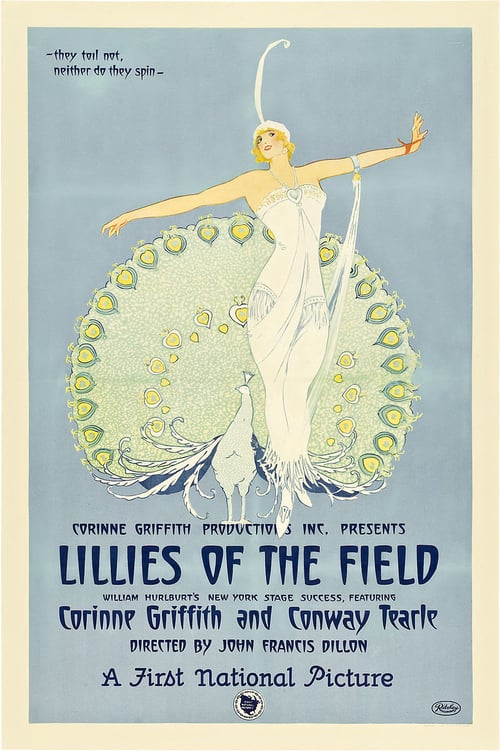 —they toil not,
neither do they spin—
CORINNE GRIFFITH PRODUCTIONS INC. PRESENTS
LILLIES OF THE FIELD
WILLIAM HURLBURT'S NEW YORK STAGE SUCCESS, FEATURING
Corinne Griffith and Conway Tearle
DIRECTED BY JOHN FRANCIS DILLON
A First National Picture
Ritchey